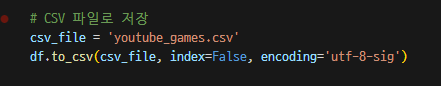 # CSV 파일로 저장
csv_file = 'youtube_games.csv'
df.to_csv(csv_file, index=False, encoding='utf-8-sig')